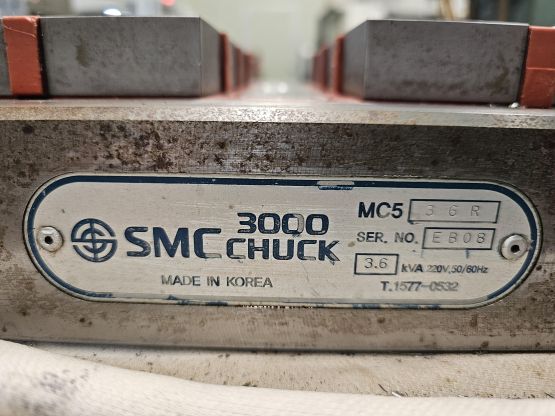 SMC 3000 CHUCK
MADE IN KOREA
MC5 36R
SER. NO. EB08
3.6 kVA 220V,50/60Hz
T.1577-0532